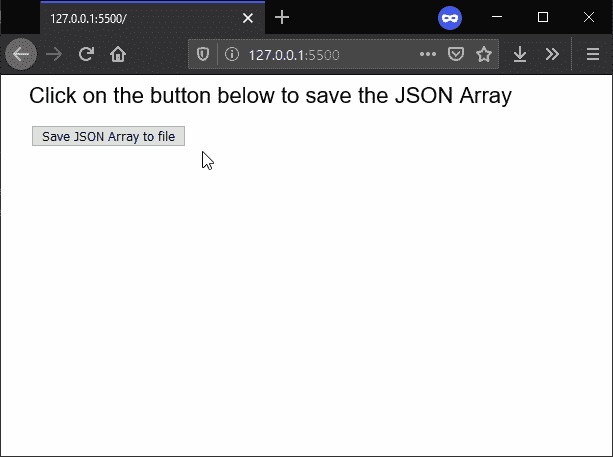 127.0.0.1:5500/
127.0.0.1:5500
Click on the button below to save the JSON Array
Save JSON Array to file